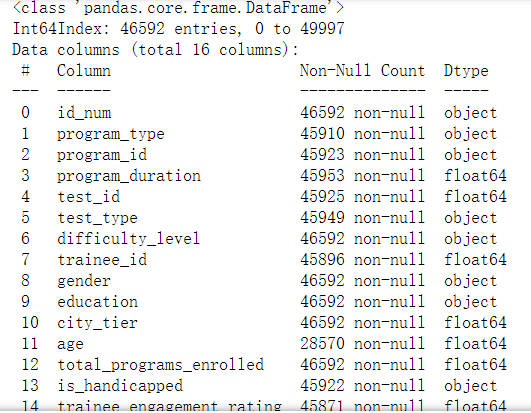 <class 'pandas.core.frame.DataFrame'>
Int64Index: 46592 entries, 0 to 49997
Data columns (total 16 columns):
 #   Column                   Non-Null Count  Dtype
---  ------                   --------------  -----
 0   id_num                   46592 non-null  object
 1   program_type             45910 non-null  object
 2   program_id               45923 non-null  object
 3   program_duration         45953 non-null  float64
 4   test_id                  45925 non-null  float64
 5   test_type                45949 non-null  object
 6   difficulty_level         46592 non-null  object
 7   trainee_id               45896 non-null  float64
 8   gender                   46592 non-null  object
 9   education                46592 non-null  object
 10  city_tier                46592 non-null  float64
 11  age                      28570 non-null  float64
 12  total_programs_enrolled  46592 non-null  float64
 13  is_handicapped           45922 non-null  object
 14  trainee_engagement_rating  45871 non-null  float64